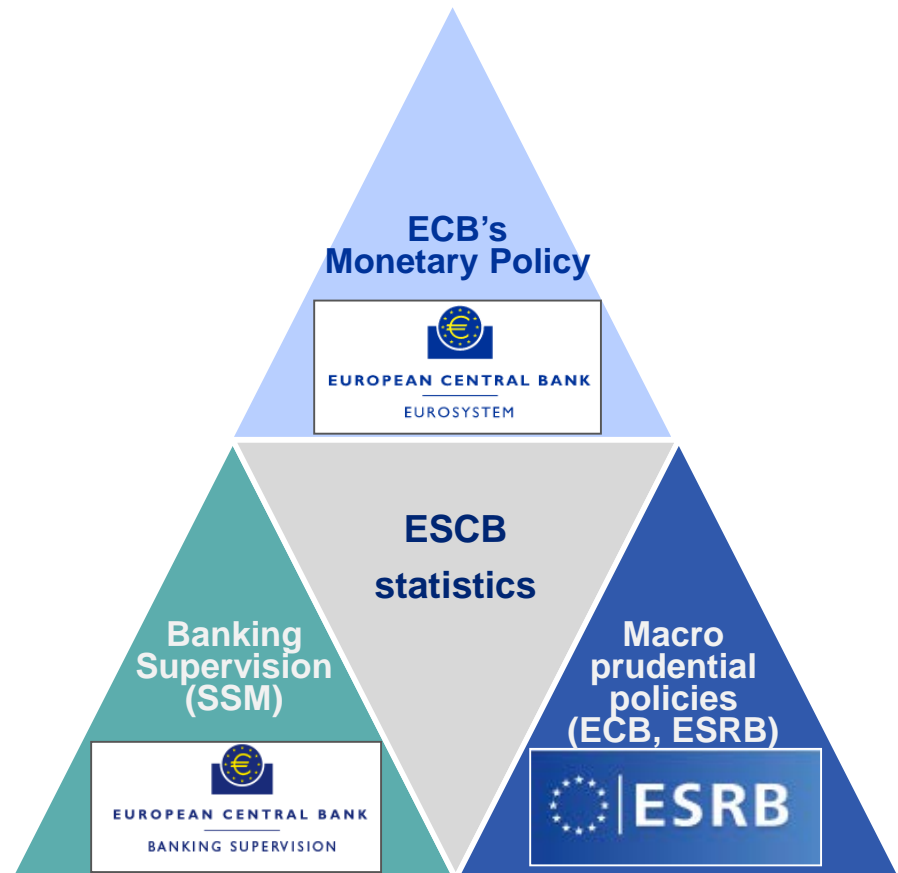 ECB’s
Monetary Policy
€
EUROPEAN CENTRAL BANK
EUROSYSTEM
ESCB
statistics
Banking
Supervision
(SSM)
€
EUROPEAN CENTRAL BANK
BANKING SUPERVISION
Macro
prudential
policies
(ECB, ESRB)
ESRB